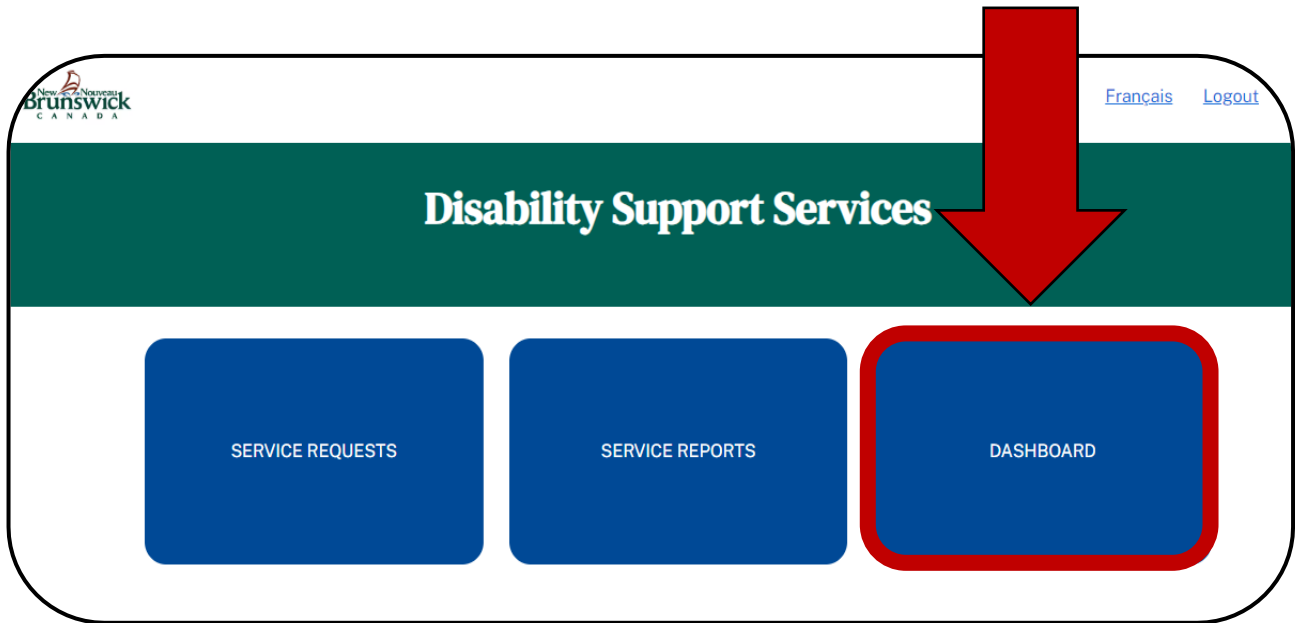 New Nouveau
Brunswick
CANADA
Français Logout
Disability Support Services
SERVICE REQUESTS SERVICE REPORTS DASHBOARD